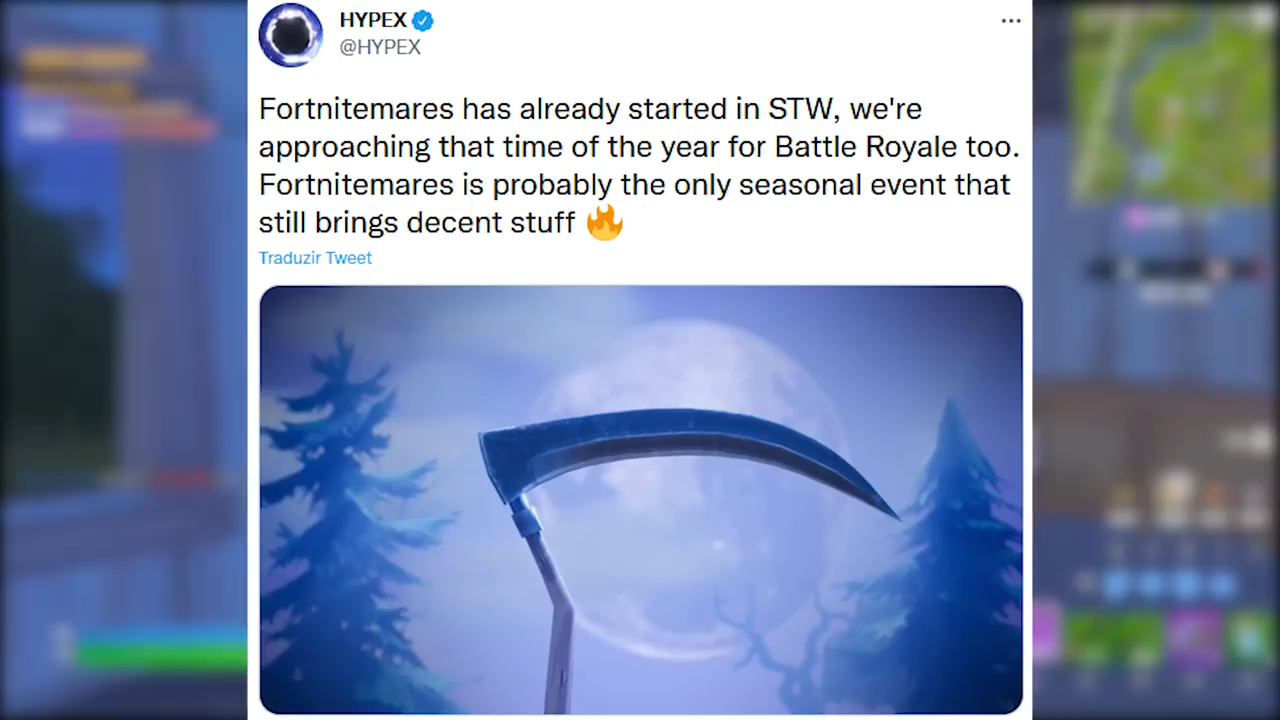 HYPEX
@HYPEX
Fortnitemares has already started in STW, we're
approaching that time of the year for Battle Royale too.
Fortnitemares is probably the only seasonal event that
still brings decent stuff 🔥
Traduzir Tweet